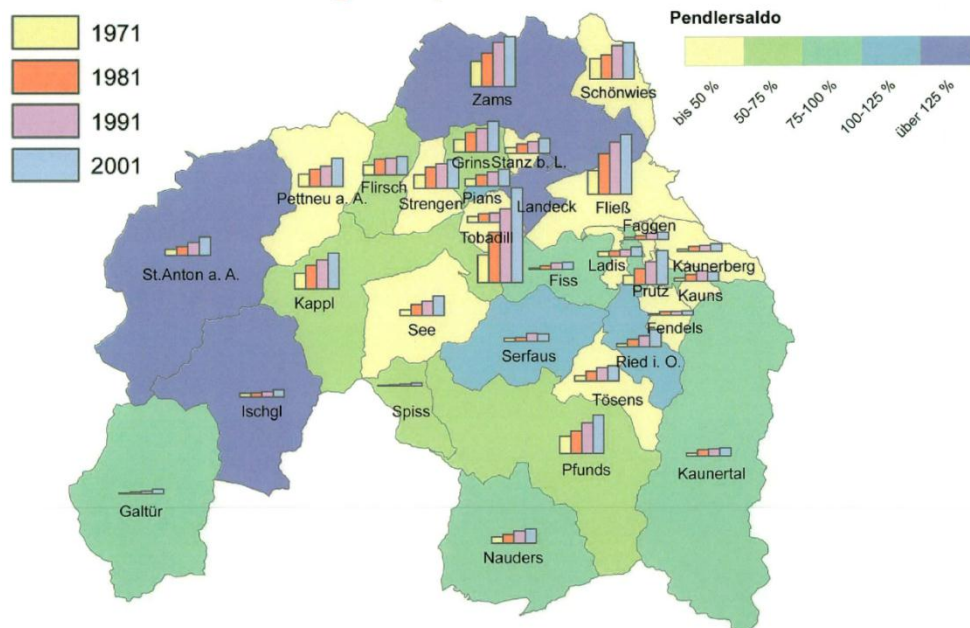 1971
1981
1991
2001
Pendlersaldo
bis 50 %
50-75 %
75-100 %
100-125 %
über 125 %
Zams
Schönwies
Grins
Stanz b. L.
Pettneu a. A.
Flirsch
Strengen
Pians
Landeck
Fließ
Tobadill
Faggen
St.Anton a. A.
Kappl
Fiss
Ladis
Kaunerberg
Prutz
Kauns
See
Fendels
Serfaus
Ried i. O.
Ischgl
Spiss
Tösens
Pfunds
Kaunertal
Galtür
Nauders